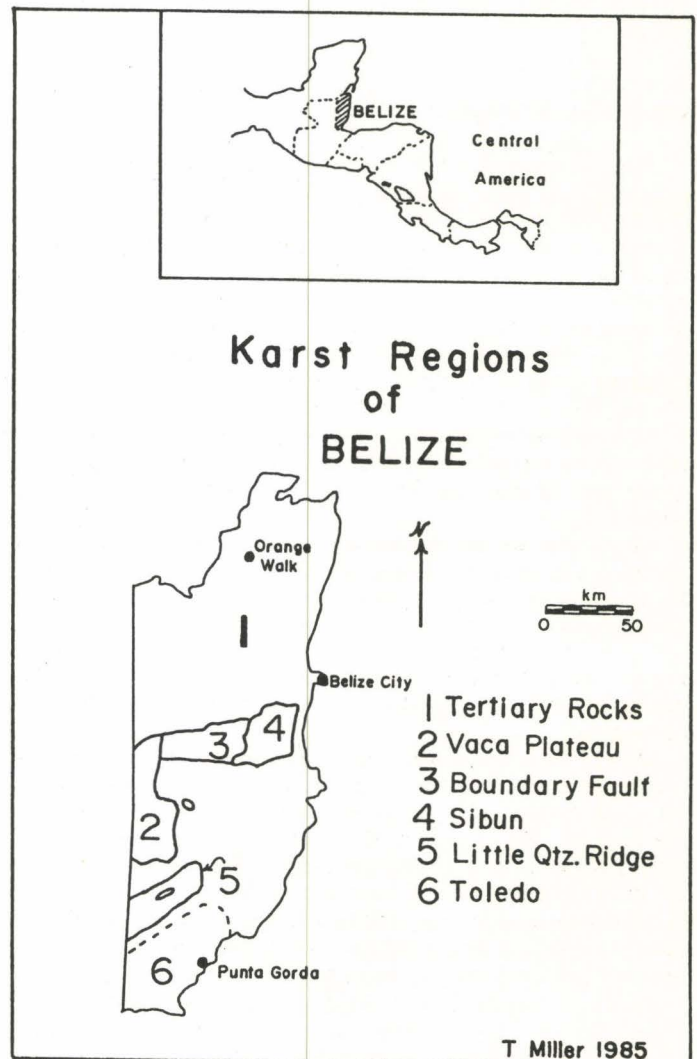 BELIZE
Central
America
Karst Regions
of
BELIZE
N
Orange
Walk
km
0 50
1
Belize City
4
3
2
5
6
Punta Gorda
1 Tertiary Rocks
2 Vaca Plateau
3 Boundary Fault
4 Sibun
5 Little Qtz. Ridge
6 Toledo
T Miller 1985